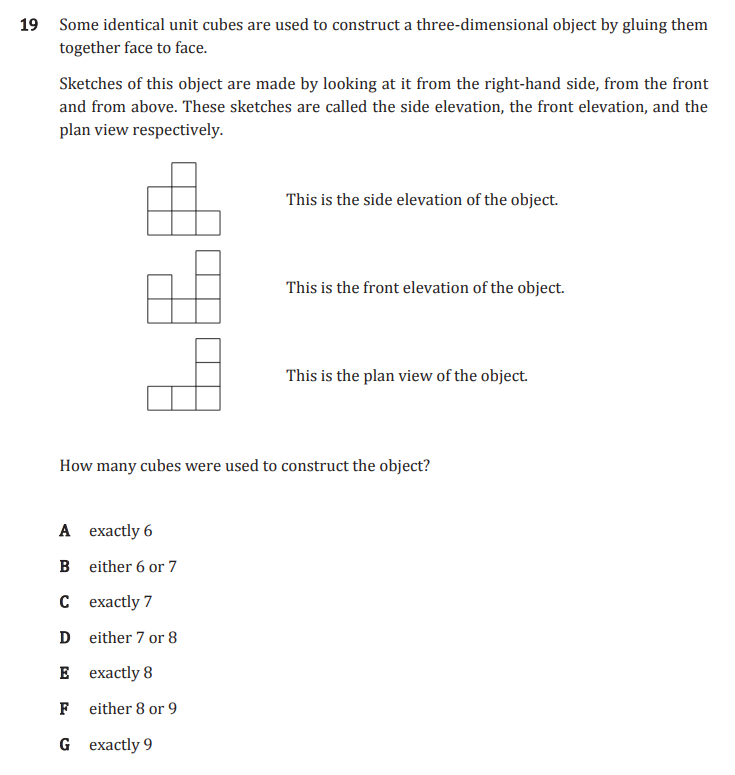 19 Some identical unit cubes are used to construct a three-dimensional object by gluing them
together face to face.
Sketches of this object are made by looking at it from the right-hand side, from the front
and from above. These sketches are called the side elevation, the front elevation, and the
plan view respectively.
This is the side elevation of the object.
This is the front elevation of the object.
This is the plan view of the object.
How many cubes were used to construct the object?
A exactly 6
B either 6 or 7
C exactly 7
D either 7 or 8
E exactly 8
F either 8 or 9
G exactly 9